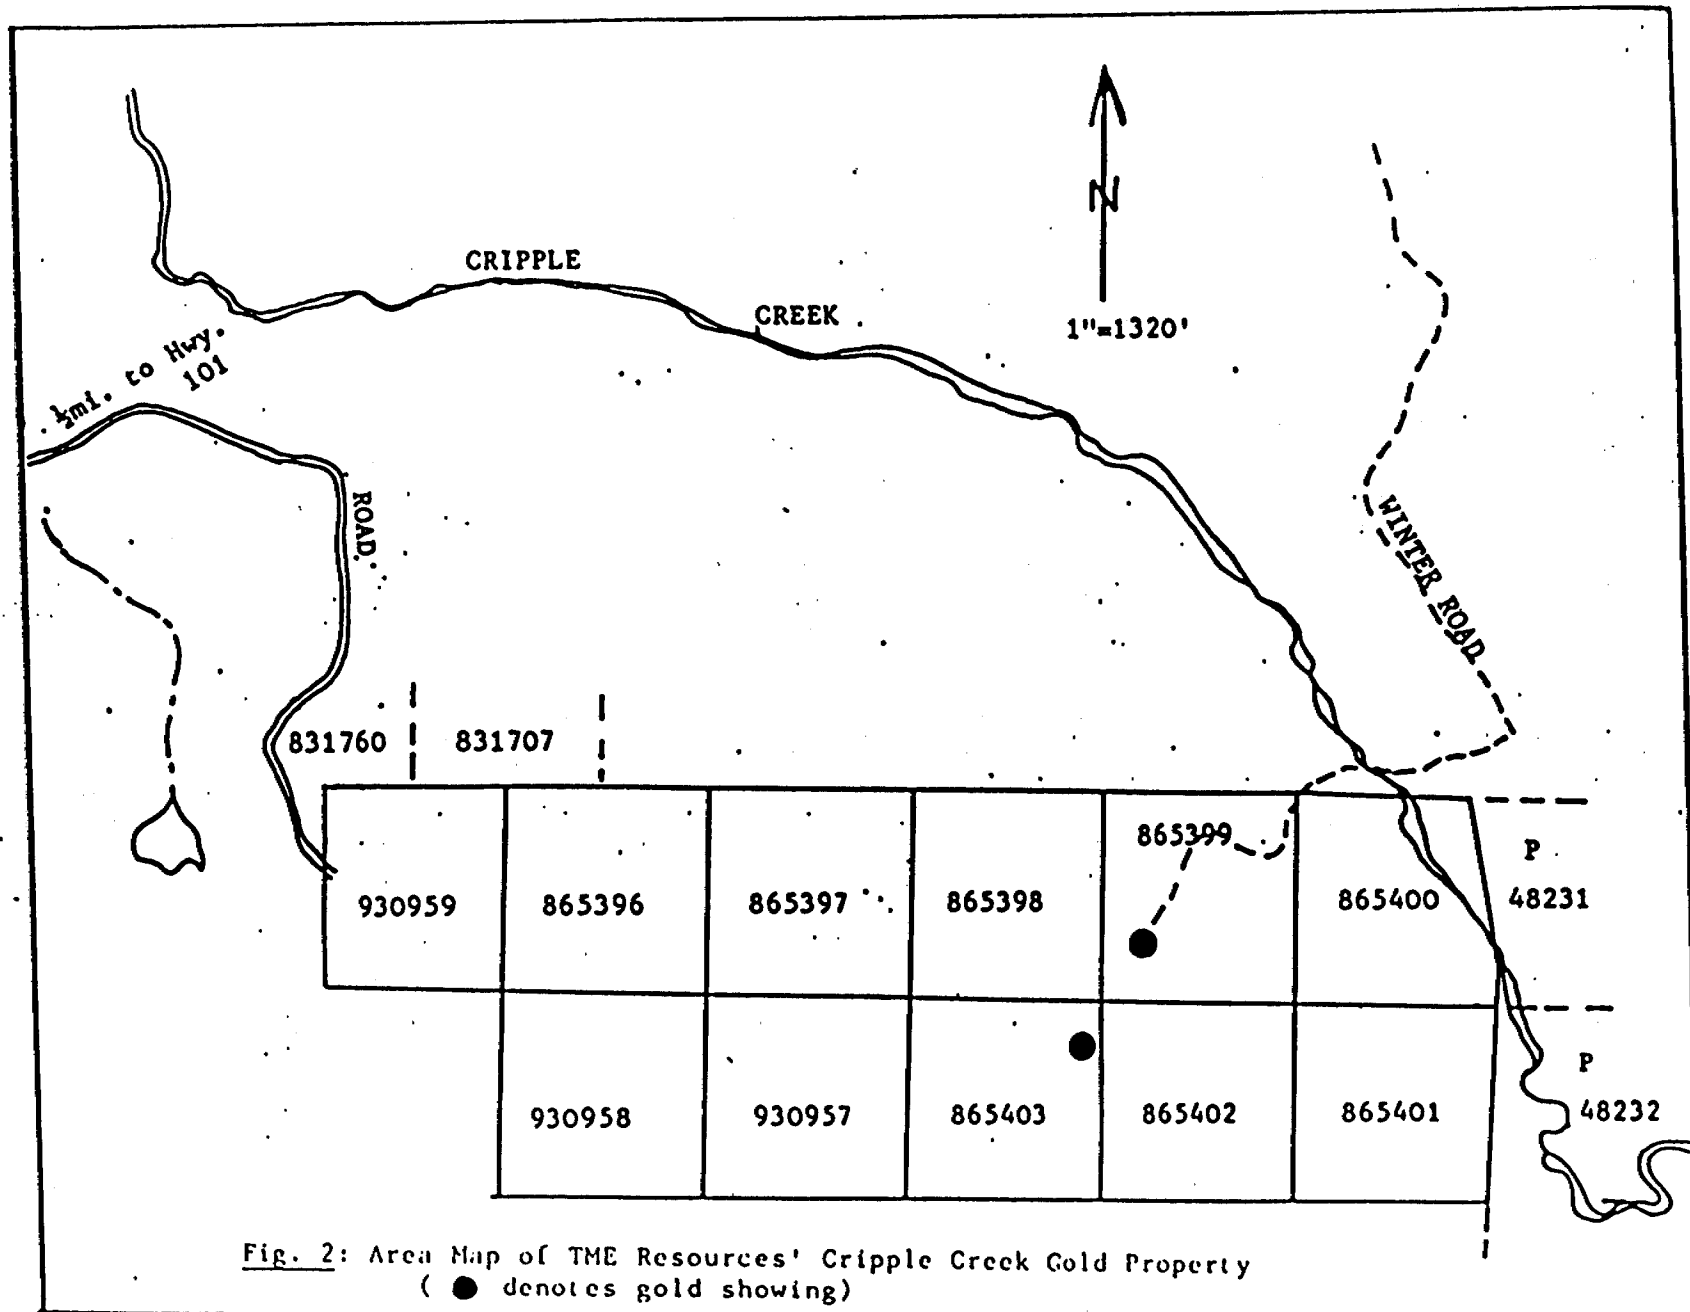 CRIPPLE
CREEK
N
1"=1320'
½mi. to Hwy.
101
ROAD
WINTER ROAD
831760
831707
865399
P
930959
865396
865397
865398
865400
48231
P
930958
930957
865403
865402
865401
48232
Fig. 2: Area Map of TME Resources' Cripple Creek Gold Property
( ● denotes gold showing)